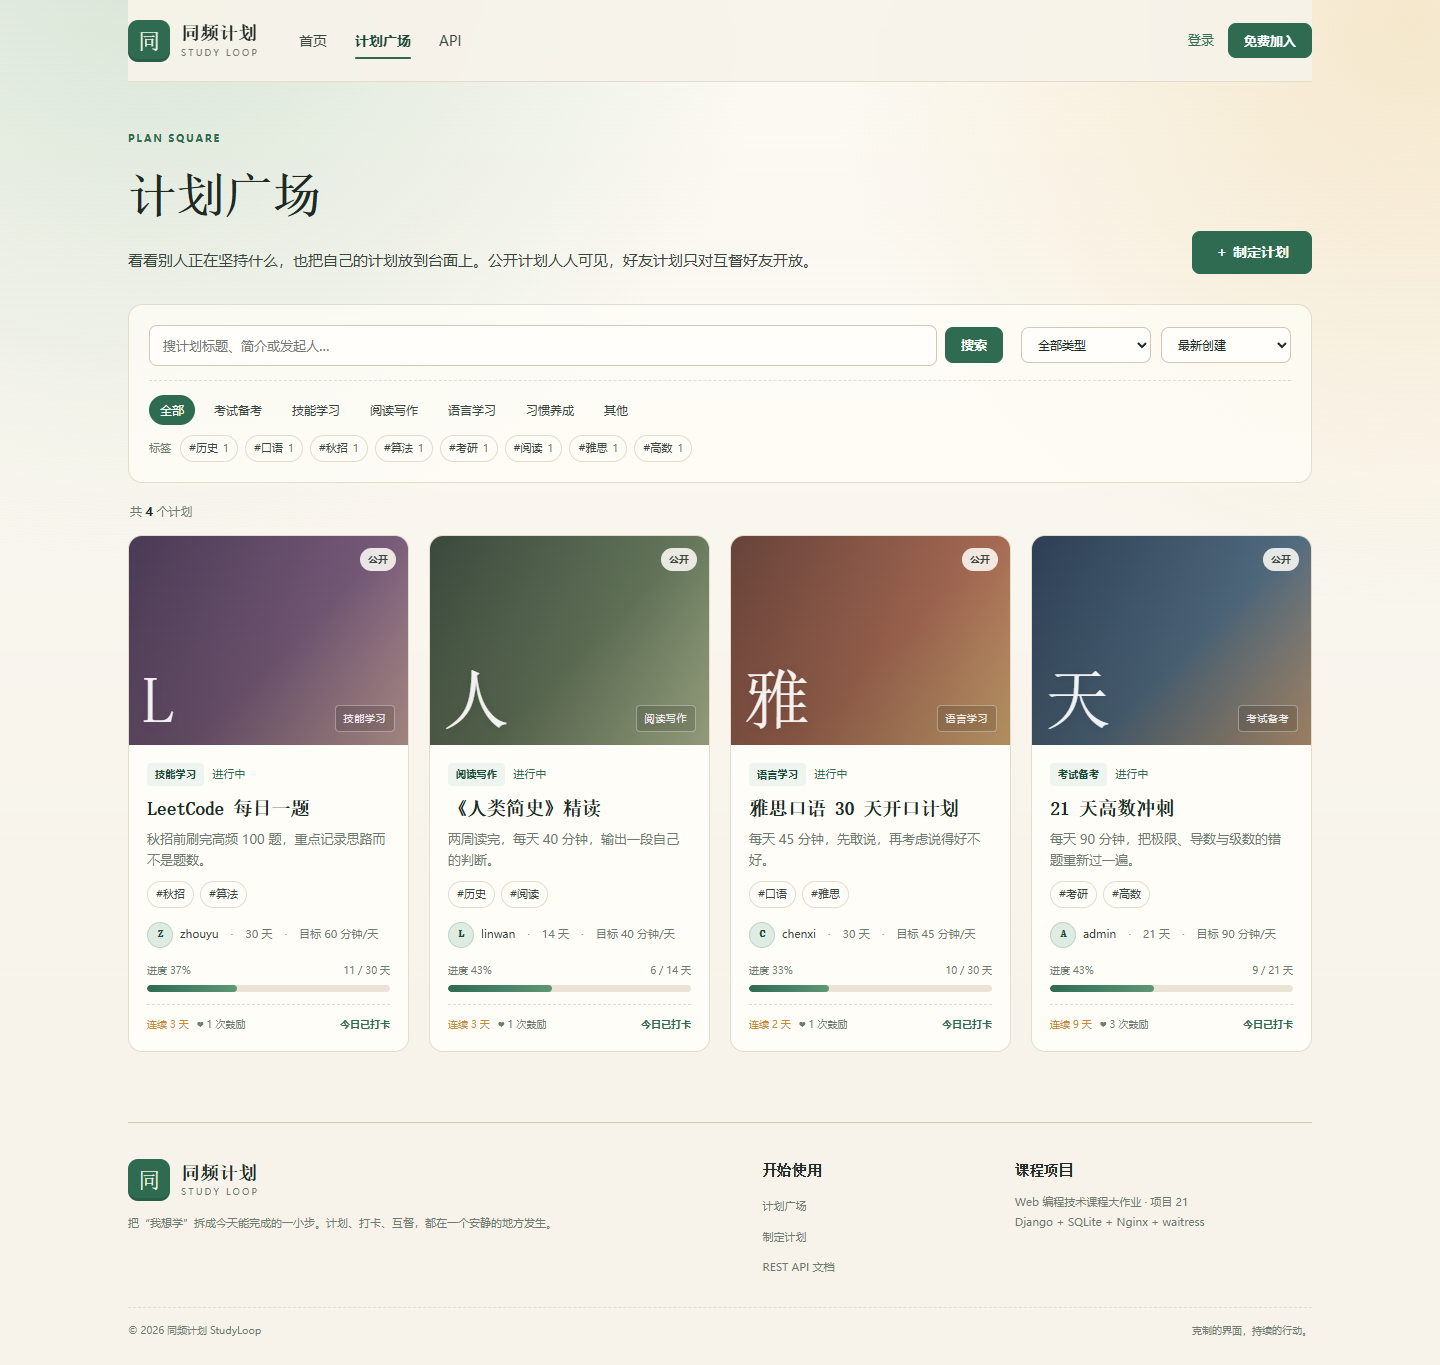 同 同频计划
STUDY LOOP
首页 计划广场 API
登录 免费加入
PLAN SQUARE
计划广场
看看别人正在坚持什么，也把自己的计划放到台面上。公开计划人人可见，好友计划只对互督好友开放。
+ 制定计划
搜计划标题、简介或发起人... 搜索 全部类型 最新创建
全部 考试备考 技能学习 阅读写作 语言学习 习惯养成 其他
标签 #历史 1 #口语 1 #秋招 1 #算法 1 #考研 1 #阅读 1 #雅思 1 #高数 1
共 4 个计划
公开
L
技能学习
技能学习 进行中
LeetCode 每日一题
秋招前刷完高频 100 题，重点记录思路而
不是题数。
#秋招 #算法
Z zhouyu · 30 天 · 目标 60 分钟/天
进度 37% 11 / 30 天
连续 3 天 ♥ 1 次鼓励 今日已打卡
公开
人
阅读写作
阅读写作 进行中
《人类简史》精读
两周读完，每天 40 分钟，输出一段自己
的判断。
#历史 #阅读
L linwan · 14 天 · 目标 40 分钟/天
进度 43% 6 / 14 天
连续 3 天 ♥ 1 次鼓励 今日已打卡
公开
雅
语言学习
语言学习 进行中
雅思口语 30 天开口计划
每天 45 分钟，先敢说，再考虑说得好不
好。
#口语 #雅思
C chenxi · 30 天 · 目标 45 分钟/天
进度 33% 10 / 30 天
连续 2 天 ♥ 1 次鼓励 今日已打卡
公开
天
考试备考
考试备考 进行中
21 天高数冲刺
每天 90 分钟，把极限、导数与级数的错
题重新过一遍。
#考研 #高数
A admin · 21 天 · 目标 90 分钟/天
进度 43% 9 / 21 天
连续 9 天 ♥ 3 次鼓励 今日已打卡
同 同频计划
STUDY LOOP
把“我想学”拆成今天能完成的一小步。计划、打卡、互督，都在一个安静的地方发生。
开始使用
计划广场
制定计划
REST API 文档
课程项目
Web 编程技术课程大作业 · 项目 21
Django + SQLite + Nginx + waitress
© 2026 同频计划 StudyLoop
克制的界面，持续的行动。